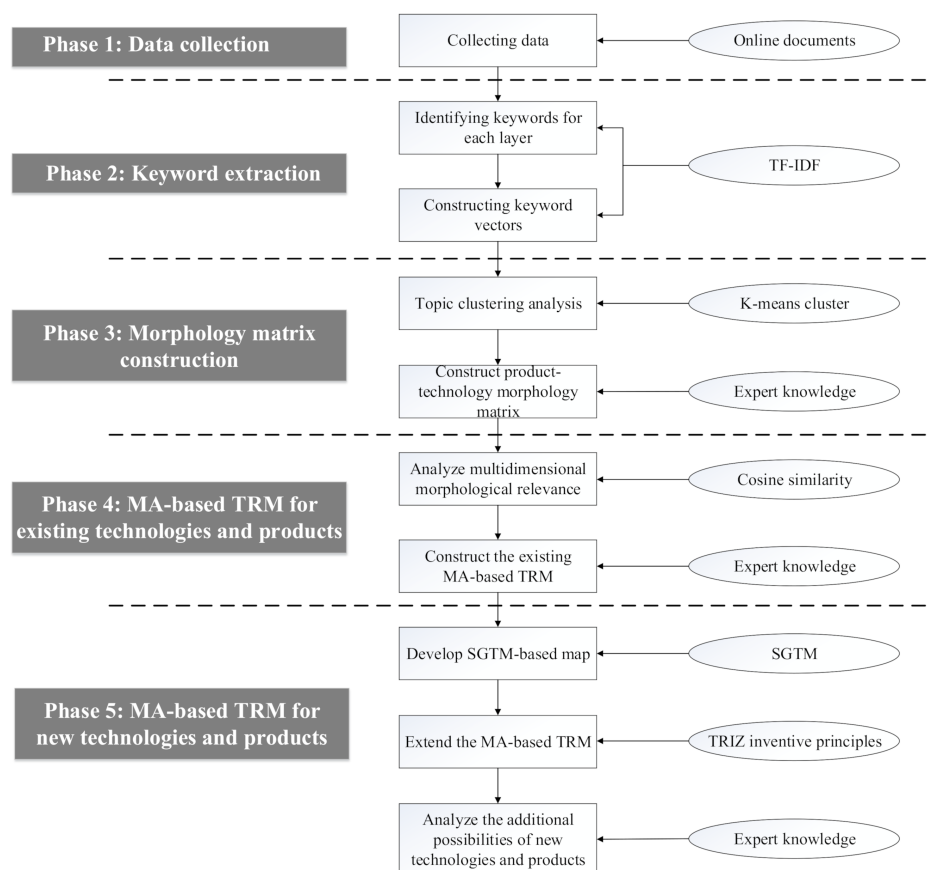 Phase 1: Data collection
Collecting data
Online documents
Phase 2: Keyword extraction
Identifying keywords for
each layer
TF-IDF
Constructing keyword
vectors
Phase 3: Morphology matrix
construction
Topic clustering analysis
K-means cluster
Construct product-
technology morphology
matrix
Expert knowledge
Phase 4: MA-based TRM for
existing technologies and products
Analyze multidimensional
morphological relevance
Cosine similarity
Construct the existing
MA-based TRM
Expert knowledge
Phase 5: MA-based TRM for
new technologies and products
Develop SGTM-based map
SGTM
Extend the MA-based TRM
TRIZ inventive principles
Analyze the additional
possibilities of new
technologies and products
Expert knowledge